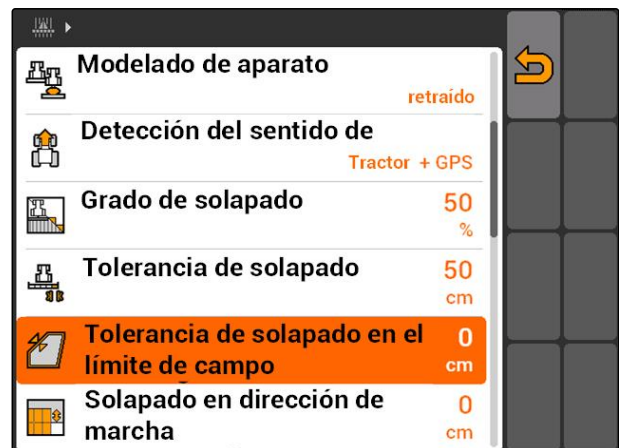 Modelado de aparato
retraído
Detección del sentido de
Tractor + GPS
Grado de solapado
50
%
Tolerancia de solapado
50
cm
Tolerancia de solapado en el
0
límite de campo
cm
Solapado en dirección de
0
marcha
cm